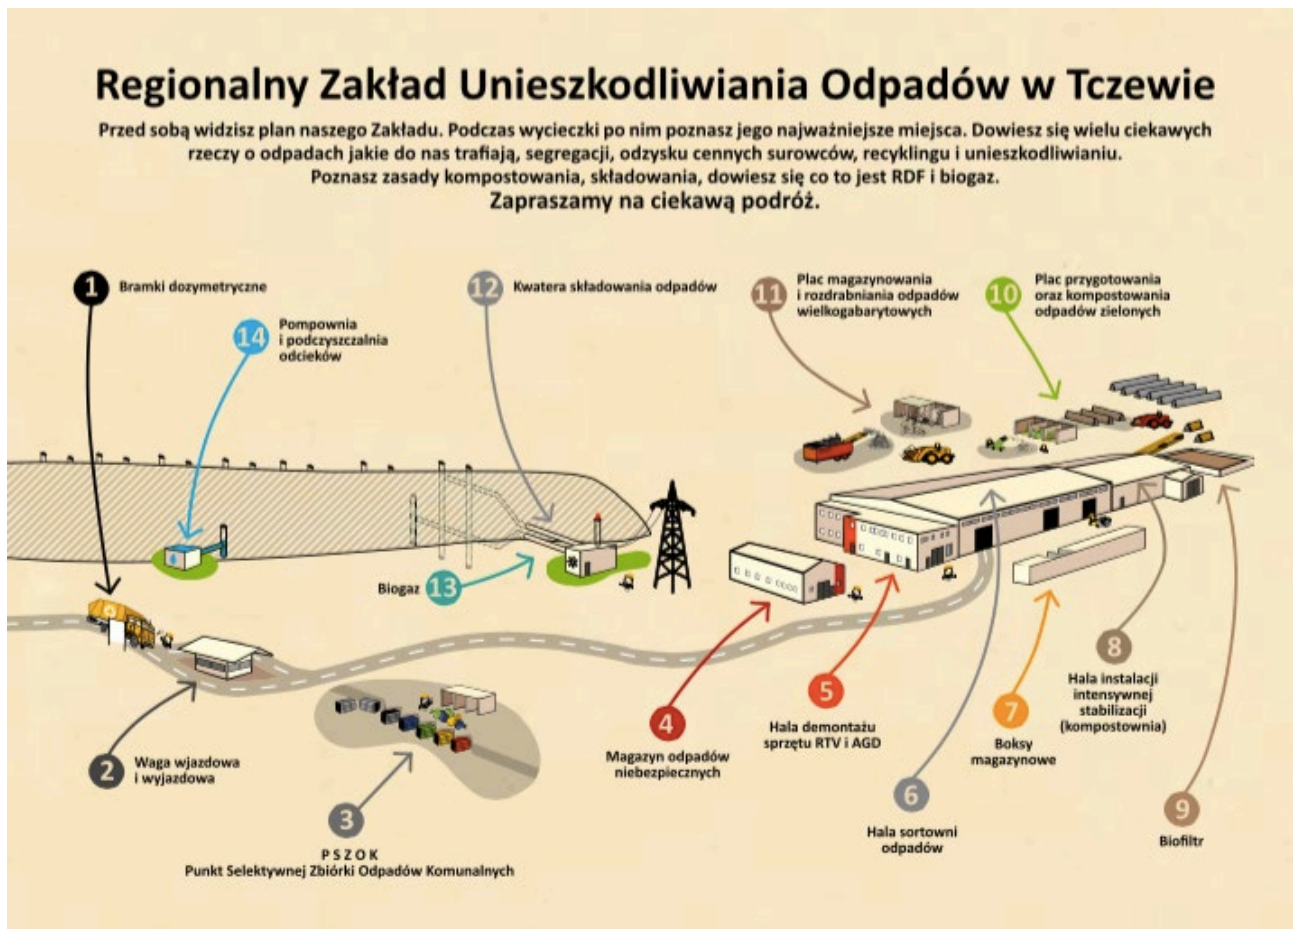 Regionalny Zakład Unieszkodliwiania Odpadów w Tczewie
Przed sobą widzisz plan naszego Zakładu. Podczas wycieczki po nim poznasz jego najważniejsze miejsca. Dowiesz się wielu ciekawych
rzeczy o odpadach jakie do nas trafiają, segregacji, odzysku cennych surowców, recyklingu i unieszkodliwianiu.
Poznasz zasady kompostowania, składowania, dowiesz się co to jest RDF i biogaz.
Zapraszamy na ciekawą podróż.
1 Bramki dozymetryczne
14 Pompownia
i podczyszczalnia
odcieków
12 Kwatera składowania odpadów
11 Plac magazynowania
i rozdrabniania odpadów
wielkogabarytowych
10 Plac przygotowania
oraz kompostowania
odpadów zielonych
Biogaz 13
2 Waga wjazdowa
i wyjazdowa
3
PSZOK
Punkt Selektywnej Zbiórki Odpadów Komunalnych
4
Magazyn odpadów
niebezpiecznych
5
Hala demontażu
sprzętu RTV i AGD
6
Hala sortowni
odpadów
7
Boksy
magazynowe
8
Hala instalacji
intensywnej
stabilizacji
(kompostownia)
9
Biofiltr